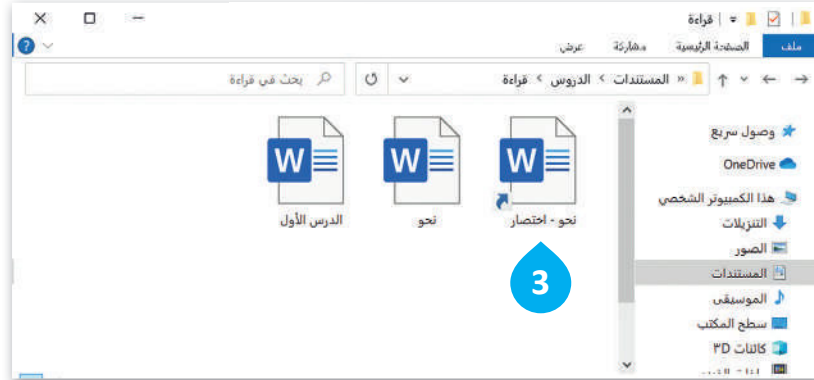 قراءة
ملف الصفحة الرئيسية مشاركة عرض
« المستندات › الدروس › قراءة
بحث في قراءة
وصول سريع
OneDrive
هذا الكمبيوتر الشخصي
التنزيلات
الصور
المستندات
الموسيقى
سطح المكتب
كائنات ٣D
نحو - اختصار
نحو
الدرس الأول
3